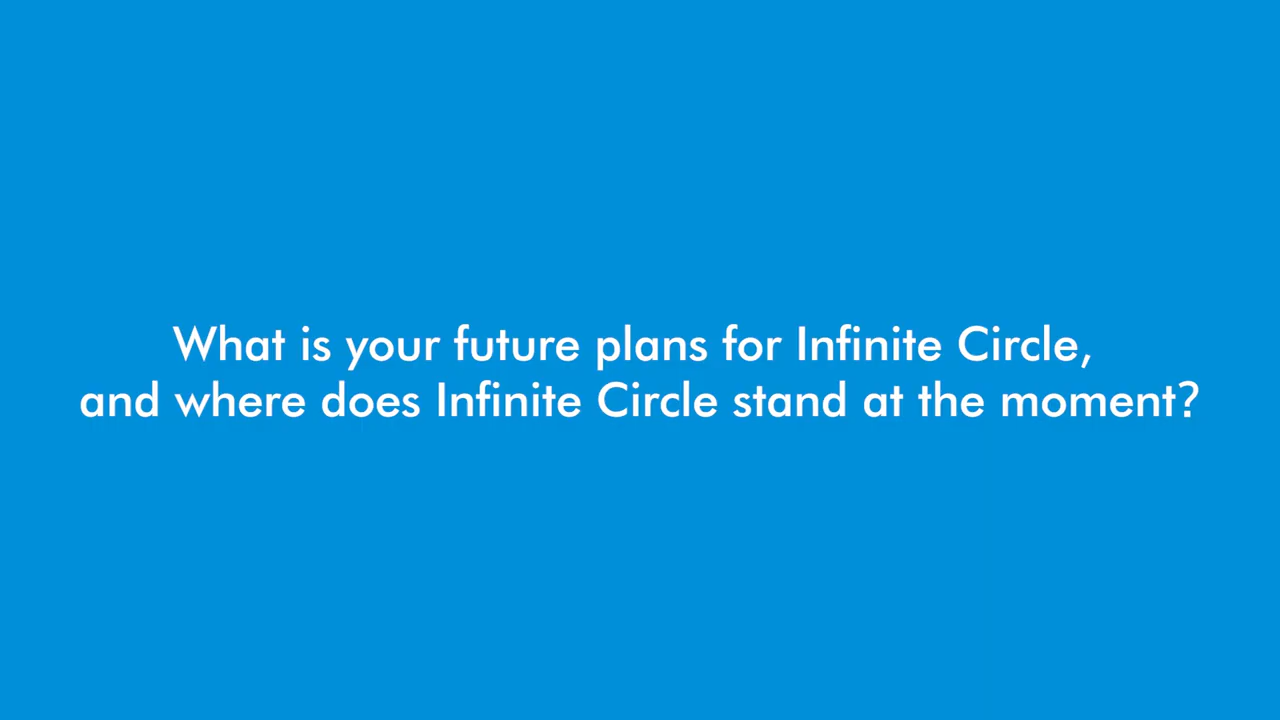 What is your future plans for Infinite Circle,
and where does Infinite Circle stand at the moment?